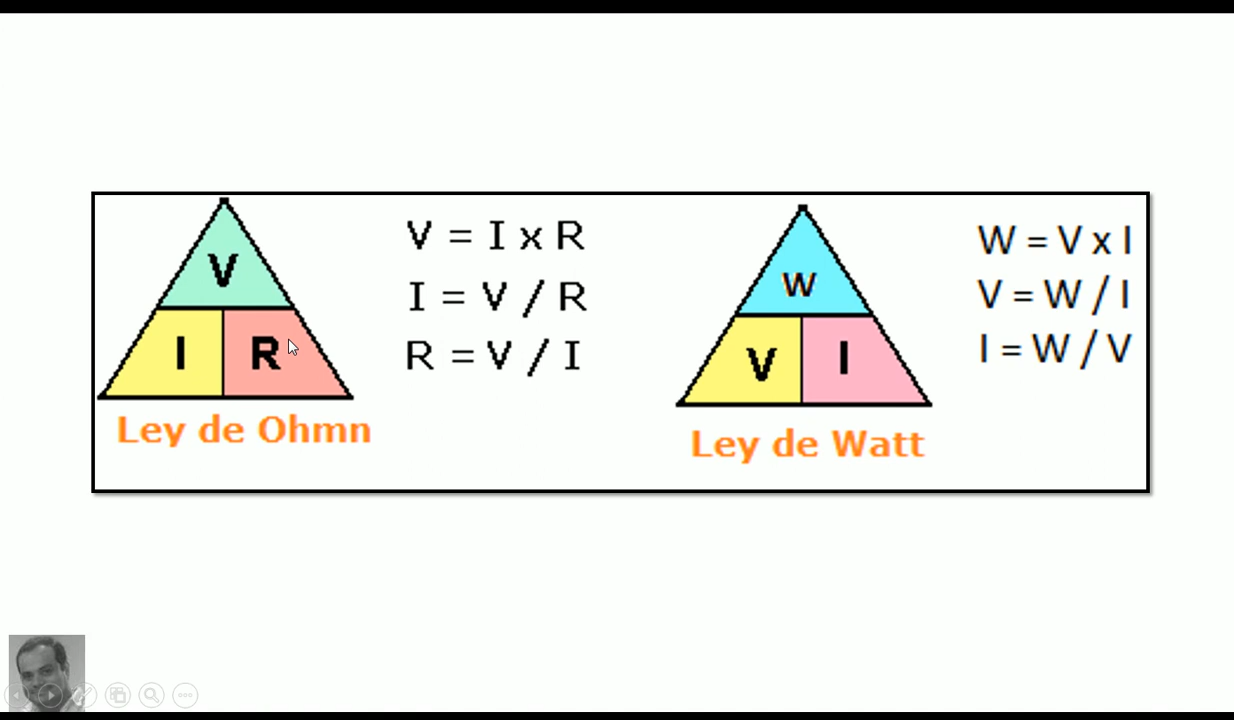 V
I R
Ley de Ohmn
V = I x R
I = V / R
R = V / I
W
V I
Ley de Watt
W = V x I
V = W / I
I = W / V